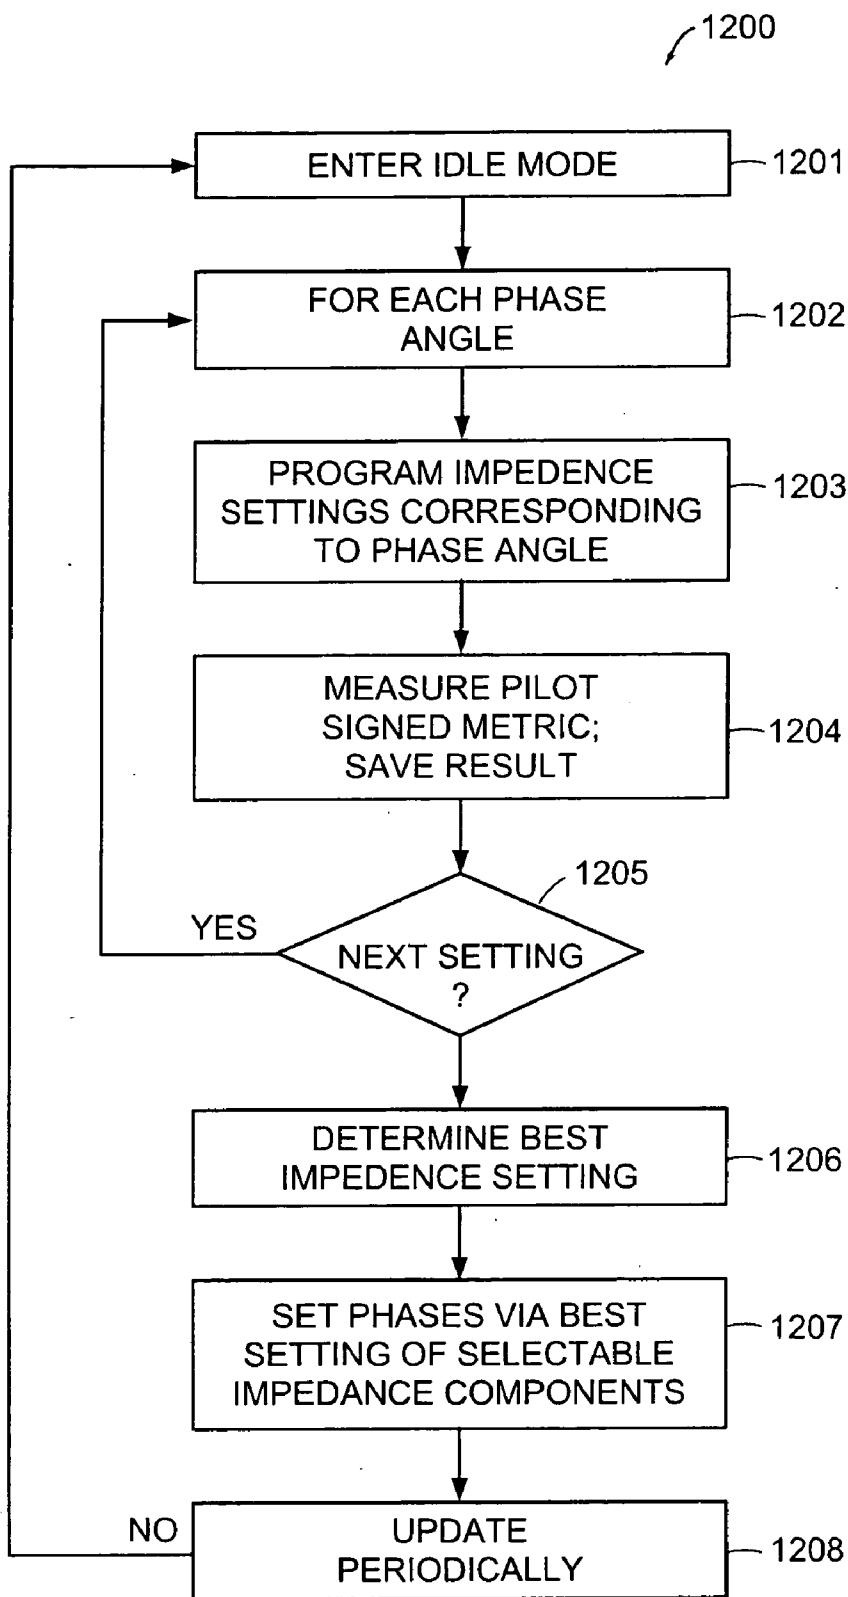 1200
ENTER IDLE MODE
1201
FOR EACH PHASE
ANGLE
1202
PROGRAM IMPEDENCE
SETTINGS CORRESPONDING
TO PHASE ANGLE
1203
MEASURE PILOT
SIGNED METRIC;
SAVE RESULT
1204
1205
YES
NEXT SETTING
?
DETERMINE BEST
IMPEDENCE SETTING
1206
SET PHASES VIA BEST
SETTING OF SELECTABLE
IMPEDANCE COMPONENTS
1207
NO
UPDATE
PERIODICALLY
1208